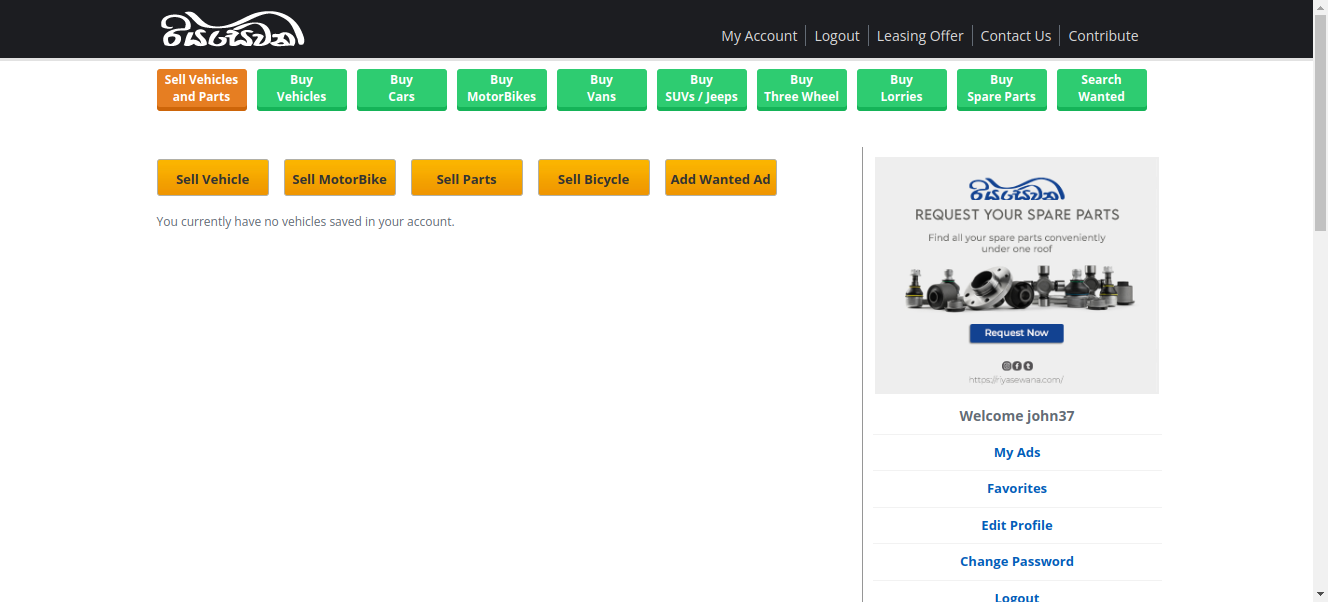 රියසෙවන
My Account
Logout
Leasing Offer
Contact Us
Contribute
Sell Vehicles
and Parts
Buy
Vehicles
Buy
Cars
Buy
MotorBikes
Buy
Vans
Buy
SUVs / Jeeps
Buy
Three Wheel
Buy
Lorries
Buy
Spare Parts
Search
Wanted
Sell Vehicle
Sell MotorBike
Sell Parts
Sell Bicycle
Add Wanted Ad
You currently have no vehicles saved in your account.
රියසෙවන
REQUEST YOUR SPARE PARTS
Find all your spare parts conveniently
under one roof
Request Now
https://riyasewana.com/
Welcome john37
My Ads
Favorites
Edit Profile
Change Password
Logout